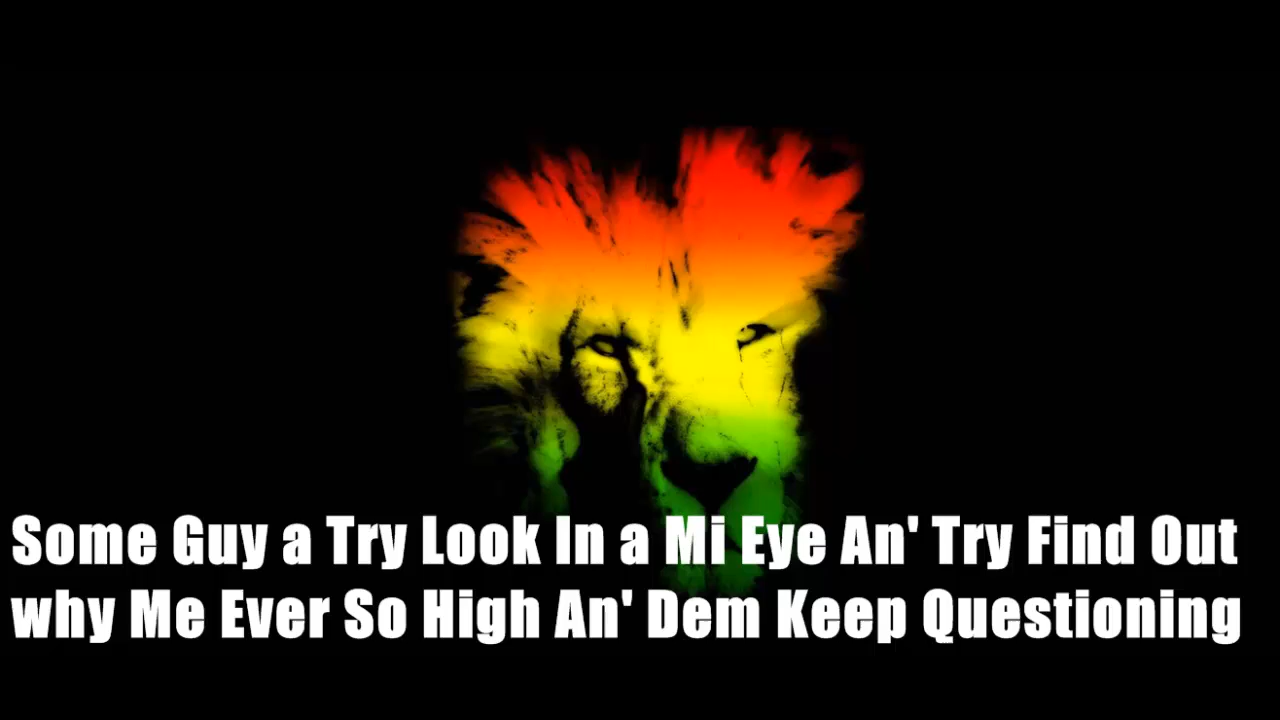 Some Guy a Try Look In a Mi Eye An' Try Find Out
why Me Ever So High An' Dem Keep Questioning